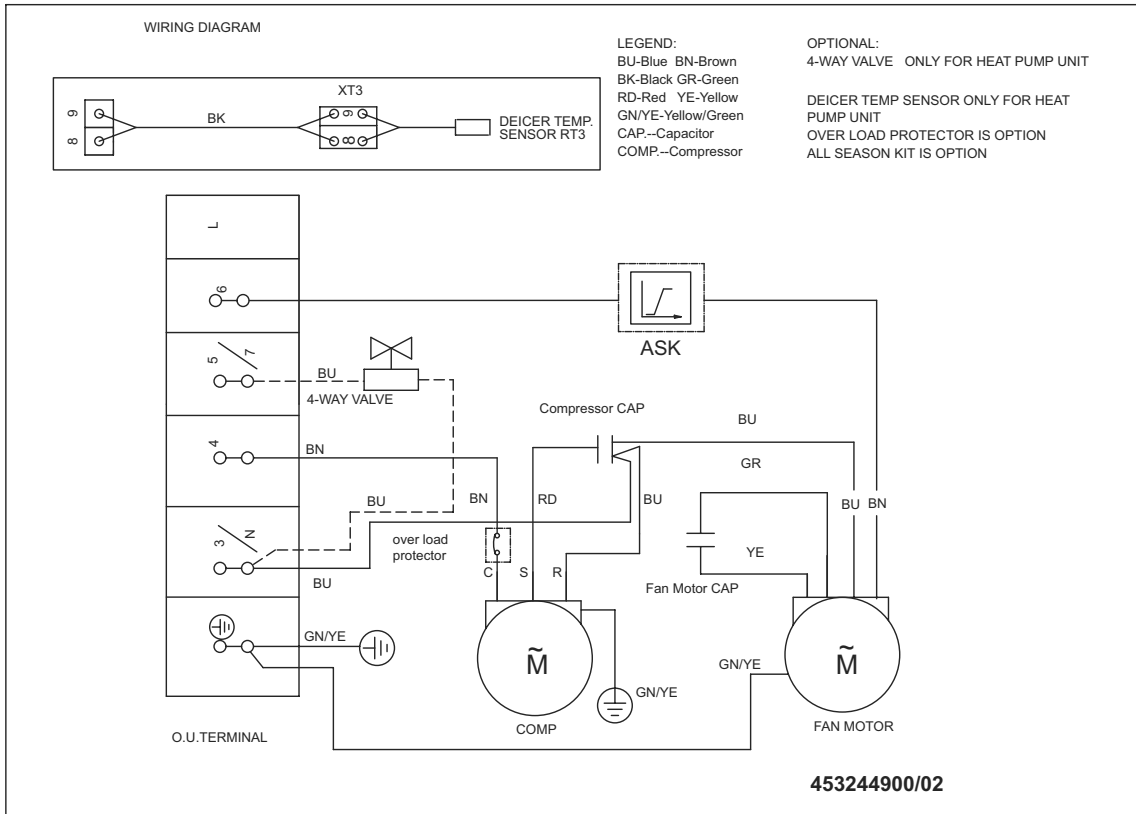 WIRING DIAGRAM
LEGEND:
BU-Blue BN-Brown
BK-Black GR-Green
RD-Red YE-Yellow
GN/YE-Yellow/Green
CAP.--Capacitor
COMP.--Compressor
OPTIONAL:
4-WAY VALVE ONLY FOR HEAT PUMP UNIT
DEICER TEMP SENSOR ONLY FOR HEAT
PUMP UNIT
OVER LOAD PROTECTOR IS OPTION
ALL SEASON KIT IS OPTION
XT3
9
8
BK
9
8
DEICER TEMP.
SENSOR RT3
L
6
ASK
5 7
BU
4-WAY VALVE
Compressor CAP
BU
4
BN
GR
BN
RD
BU
BU
BU
BN
3 N
over load
protector
YE
BU
C
S
R
Fan Motor CAP
GN/YE
M̃
M̃
GN/YE
GN/YE
COMP
FAN MOTOR
O.U.TERMINAL
453244900/02